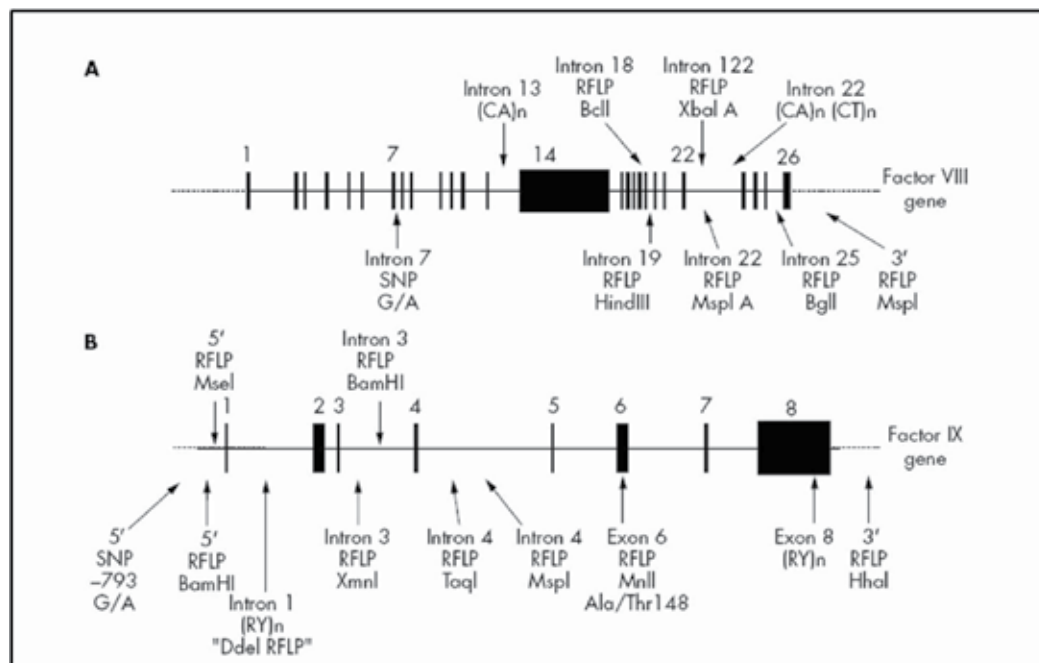 A
Intron 13
(CA)n
Intron 18
RFLP
BclI
Intron 122
RFLP
XbaI A
Intron 22
(CA)n (CT)n
1
7
14
22
26
Factor VIII
gene
Intron 7
SNP
G/A
Intron 19
RFLP
HindIII
Intron 22
RFLP
MspI A
Intron 25
RFLP
BglI
3′
RFLP
MspI
B
5′
RFLP
MseI
Intron 3
RFLP
BamHI
1
2
3
4
5
6
7
8
Factor IX
gene
5′
SNP
–793
G/A
5′
RFLP
BamHI
Intron 1
(RY)n
"DdeI RFLP"
Intron 3
RFLP
XmnI
Intron 4
RFLP
TaqI
Intron 4
RFLP
MspI
Exon 6
RFLP
MnlI
Ala/Thr148
Exon 8
(RY)n
3′
RFLP
HhaI